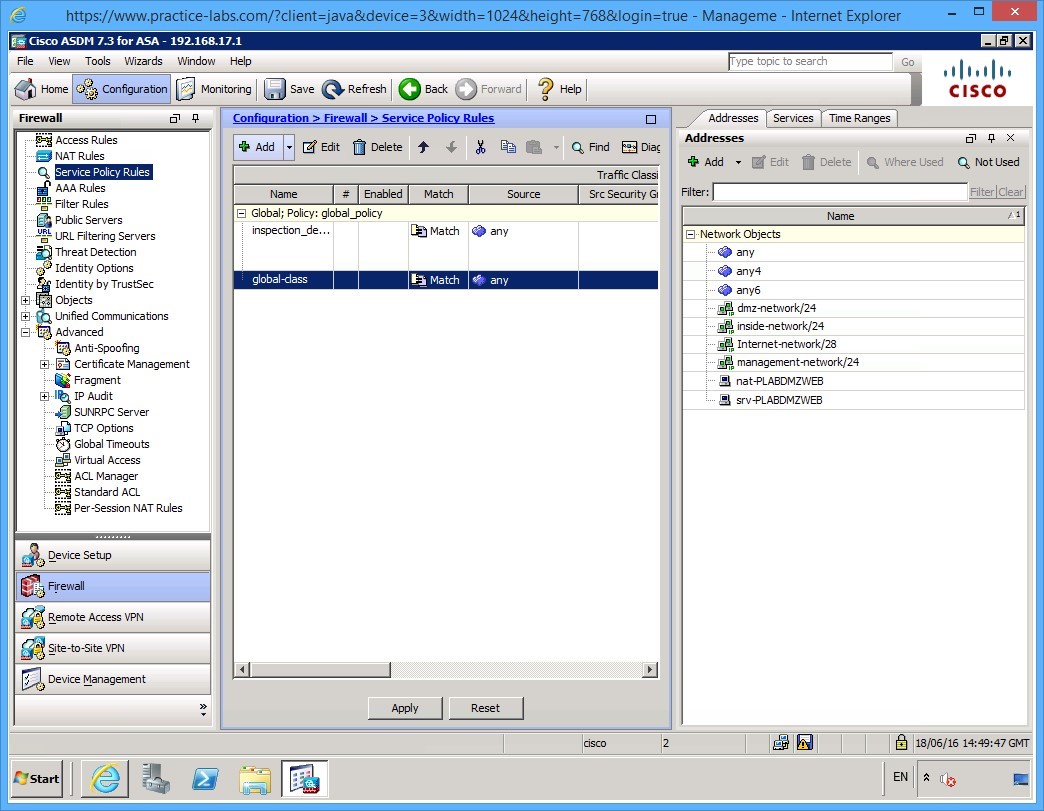 https://www.practice-labs.com/?client=java&device=3&width=1024&height=768&login=true - Manageme - Internet Explorer
Cisco ASDM 7.3 for ASA - 192.168.17.1
File View Tools Wizards Window Help
Type topic to search Go
Home Configuration Monitoring Save Refresh Back Forward Help
CISCO
Firewall
Access Rules
NAT Rules
Service Policy Rules
AAA Rules
Filter Rules
Public Servers
URL URL Filtering Servers
Threat Detection
Identity Options
Identity by TrustSec
Objects
Unified Communications
Advanced
Anti-Spoofing
Certificate Management
Fragment
IP Audit
SUNRPC Server
TCP Options
Global Timeouts
Virtual Access
ACL Manager
Standard ACL
Per-Session NAT Rules
Device Setup
Firewall
Remote Access VPN
Site-to-Site VPN
Device Management
Configuration > Firewall > Service Policy Rules
Add Edit Delete Find Diag
Traffic Classi
Name # Enabled Match Source Src Security Gr
Global; Policy: global_policy
inspection_de... Match any
global-class Match any
Apply Reset
Addresses Services Time Ranges
Addresses
Add Edit Delete Where Used Not Used
Filter: Filter Clear
Name 1
Network Objects
any
any4
any6
dmz-network/24
inside-network/24
Internet-network/28
management-network/24
nat-PLABDMZWEB
srv-PLABDMZWEB
cisco 2 18/06/16 14:49:47 GMT
Start EN